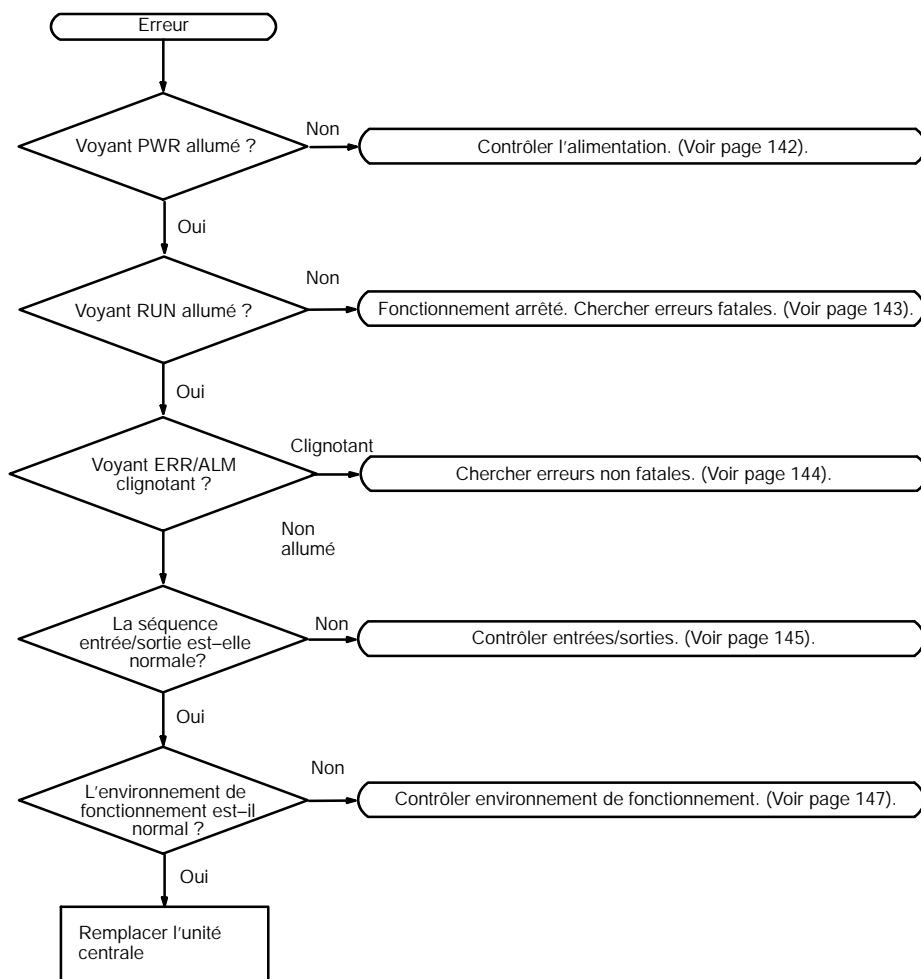 Erreur
Voyant PWR allumé ?
Non
Contrôler l'alimentation. (Voir page 142).
Oui
Voyant RUN allumé ?
Non
Fonctionnement arrêté. Chercher erreurs fatales. (Voir page 143).
Oui
Voyant ERR/ALM
clignotant ?
Clignotant
Chercher erreurs non fatales. (Voir page 144).
Non
allumé
La séquence
entrée/sortie est–elle
normale?
Non
Contrôler entrées/sorties. (Voir page 145).
Oui
L'environnement de
fonctionnement est–il
normal ?
Non
Contrôler environnement de fonctionnement. (Voir page 147).
Oui
Remplacer l'unité
centrale